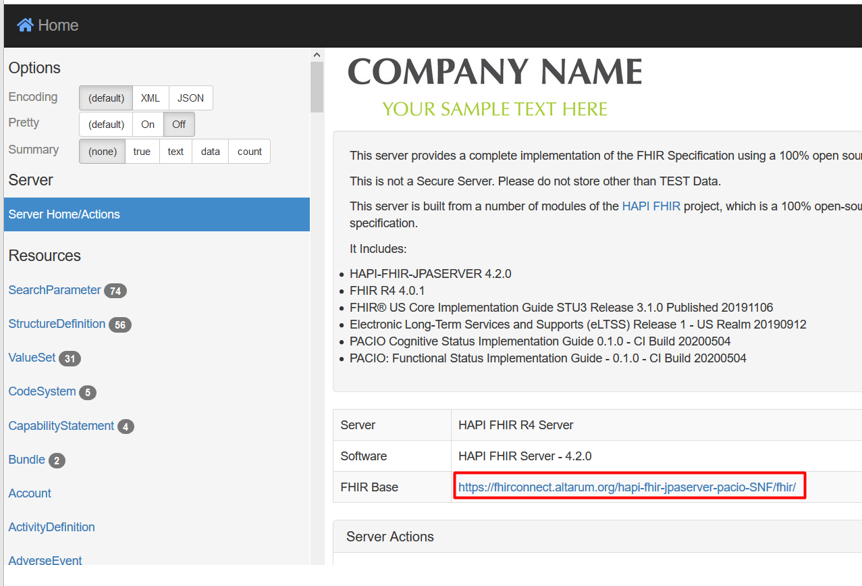 Home
Options
Encoding (default) XML JSON
Pretty (default) On Off
Summary (none) true text data count
Server
Server Home/Actions
Resources
SearchParameter 74
StructureDefinition 56
ValueSet 31
CodeSystem 5
CapabilityStatement 4
Bundle 2
Account
ActivityDefinition
AdverseEvent
COMPANY NAME
YOUR SAMPLE TEXT HERE
This server provides a complete implementation of the FHIR Specification using a 100% open
This is not a Secure Server. Please do not store other than TEST Data.
This server is built from a number of modules of the HAPI FHIR project, which is a 100%
specification.
It Includes:
• HAPI-FHIR-JPASERVER 4.2.0
• FHIR R4 4.0.1
• FHIR® US Core Implementation Guide STU3 Release 3.1.0 Published 20191106
• Electronic Long-Term Services and Supports (eLTSS) Release 1 - US Realm 20190912
• PACIO Cognitive Status Implementation Guide 0.1.0 - CI Build 20200504
• PACIO: Functional Status Implementation Guide - 0.1.0 - CI Build 20200504
Server HAPI FHIR R4 Server
Software HAPI FHIR Server - 4.2.0
FHIR Base https://fhirconnect.altarum.org/hapi-fhir-jpaserver-pacio-SNF/fhir/
Server Actions